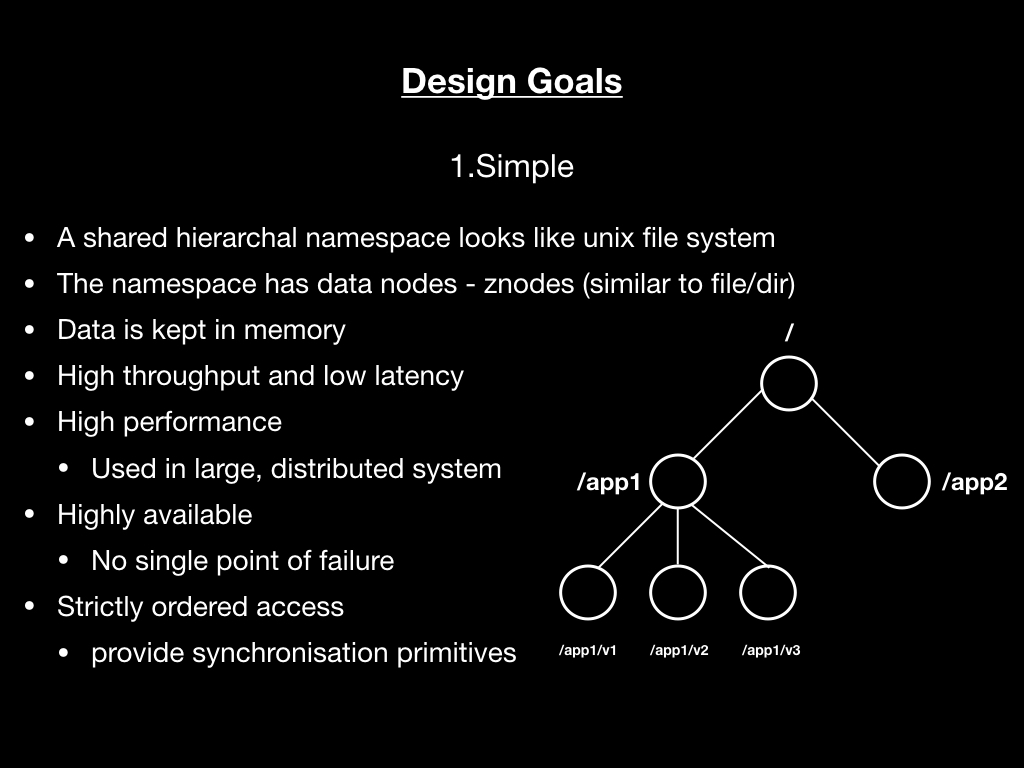 Design Goals
1.Simple
• A shared hierarchal namespace looks like unix file system
• The namespace has data nodes - znodes (similar to file/dir)
• Data is kept in memory
• High throughput and low latency
• High performance
• Used in large, distributed system
• Highly available
• No single point of failure
• Strictly ordered access
• provide synchronisation primitives
/
/app1
/app2
/app1/v1
/app1/v2
/app1/v3